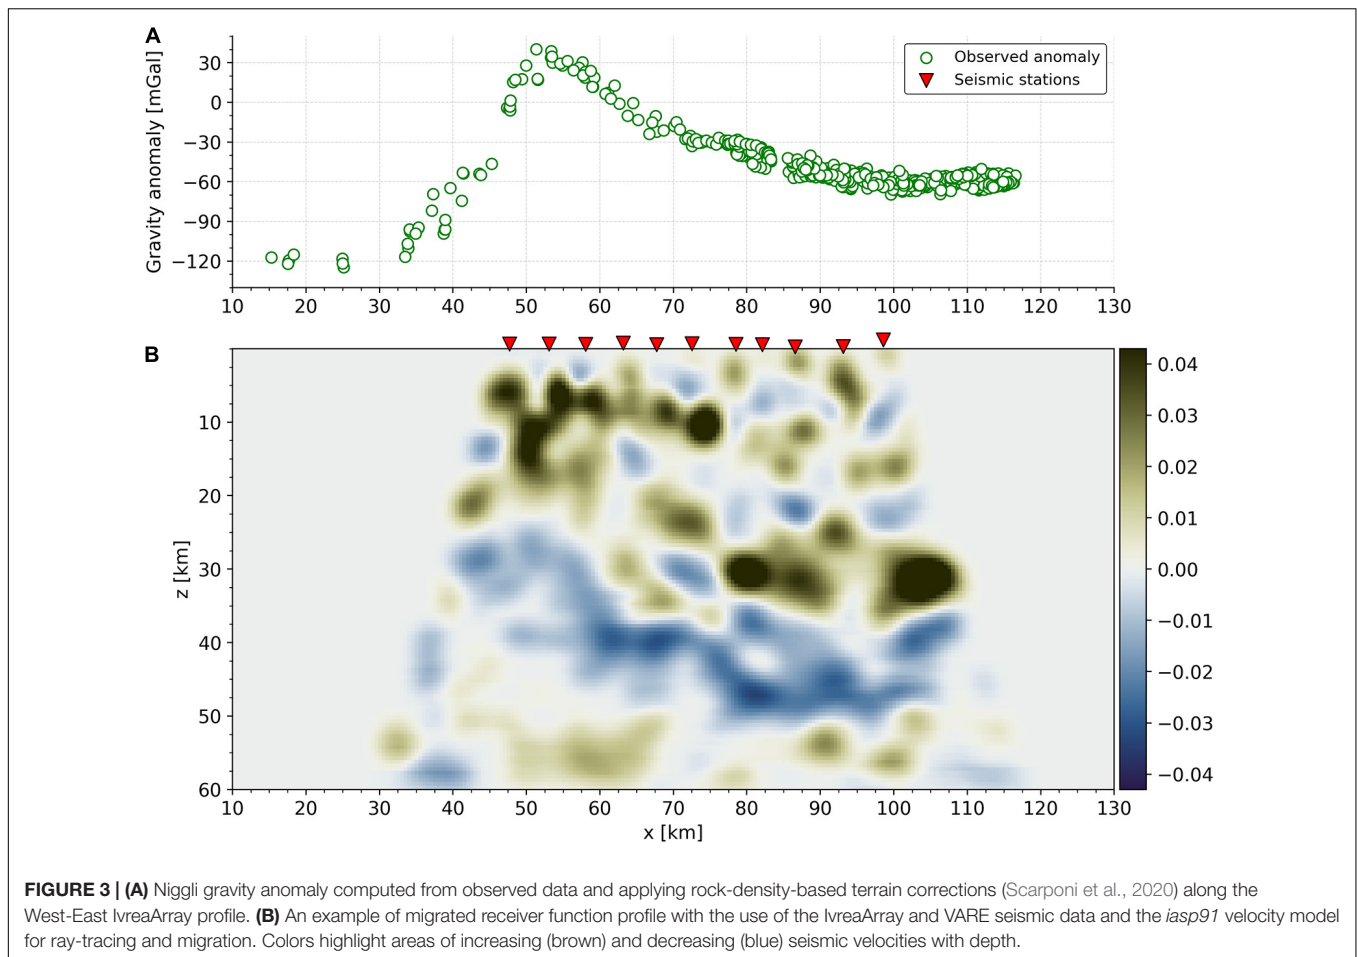 A
Gravity anomaly [mGal]
30
0
−30
−60
−90
−120
Observed anomaly
Seismic stations
10 20 30 40 50 60 70 80 90 100 110 120 130
B
z [km]
10
20
30
40
50
60
10 20 30 40 50 60 70 80 90 100 110 120 130
x [km]
0.04
0.03
0.02
0.01
0.00
−0.01
−0.02
−0.03
−0.04
FIGURE 3 | (A) Niggli gravity anomaly computed from observed data and applying rock-density-based terrain corrections (Scarponi et al., 2020) along the
West-East IvreaArray profile. (B) An example of migrated receiver function profile with the use of the IvreaArray and VARE seismic data and the iasp91 velocity model
for ray-tracing and migration. Colors highlight areas of increasing (brown) and decreasing (blue) seismic velocities with depth.